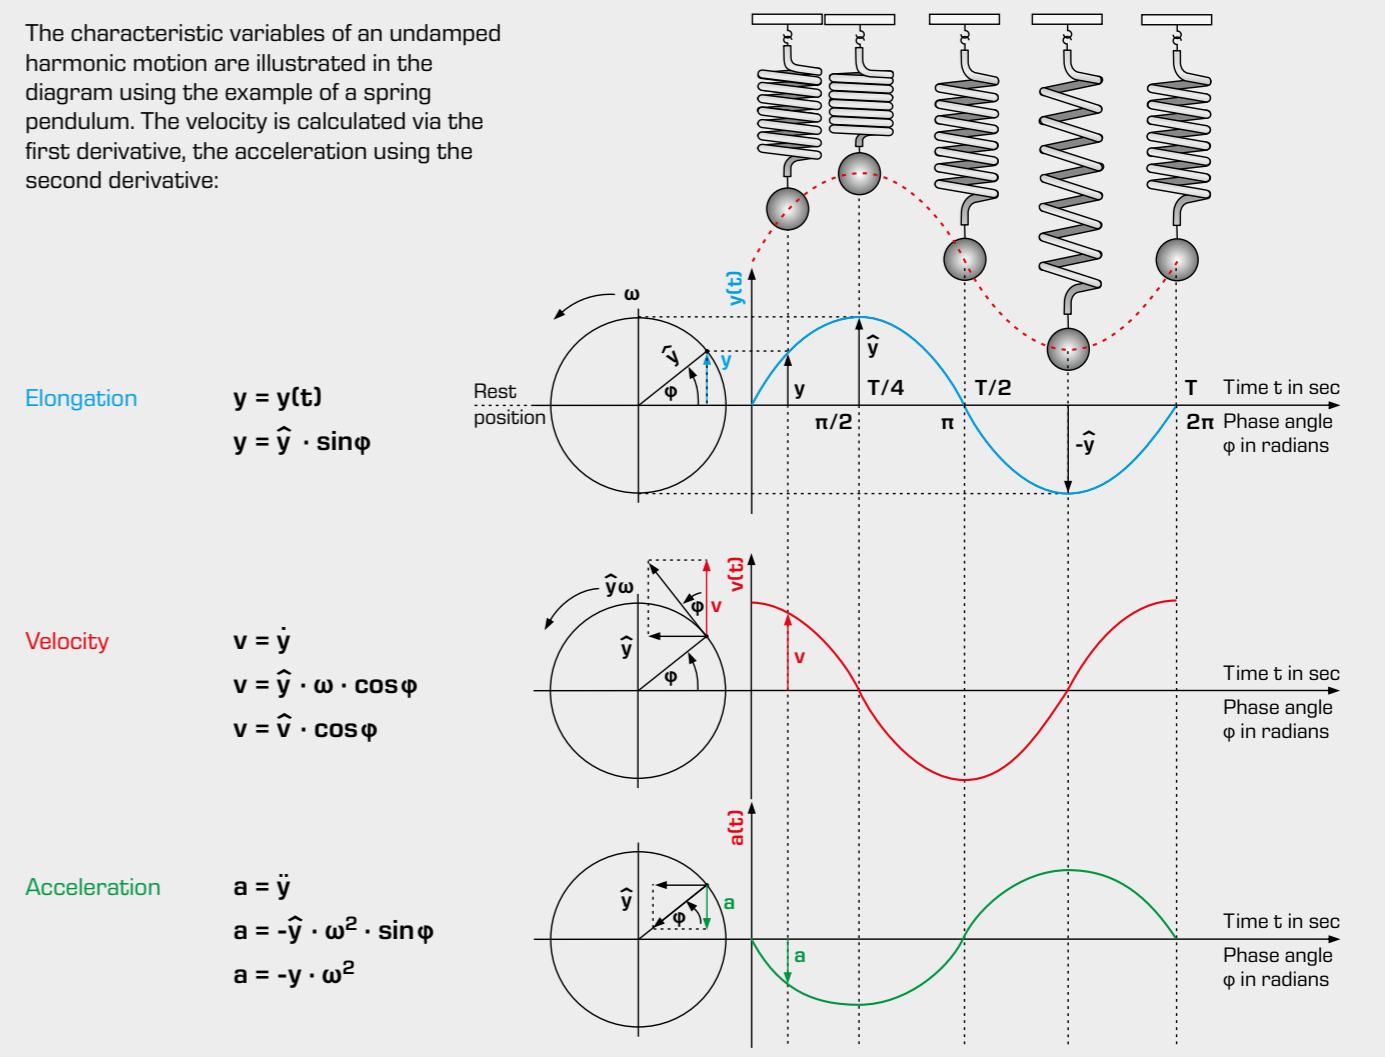 The characteristic variables of an undamped
harmonic motion are illustrated in the
diagram using the example of a spring
pendulum. The velocity is calculated via the
first derivative, the acceleration using the
second derivative:
Elongation
y = y(t)
y = ŷ · sinφ
ω
ŷ
φ
y
Rest
position
y(t)
y
ŷ
T/4
π/2
T/2
π
-ŷ
T
2π
Time t in sec
Phase angle
φ in radians
Velocity
v = ẏ
v = ŷ · ω · cosφ
v = v̂ · cosφ
ŷω
φ
v
ŷ
φ
v(t)
v
Time t in sec
Phase angle
φ in radians
Acceleration
a = ÿ
a = -ŷ · ω² · sinφ
a = -y · ω²
ŷ
φ
a
a(t)
a
Time t in sec
Phase angle
φ in radians